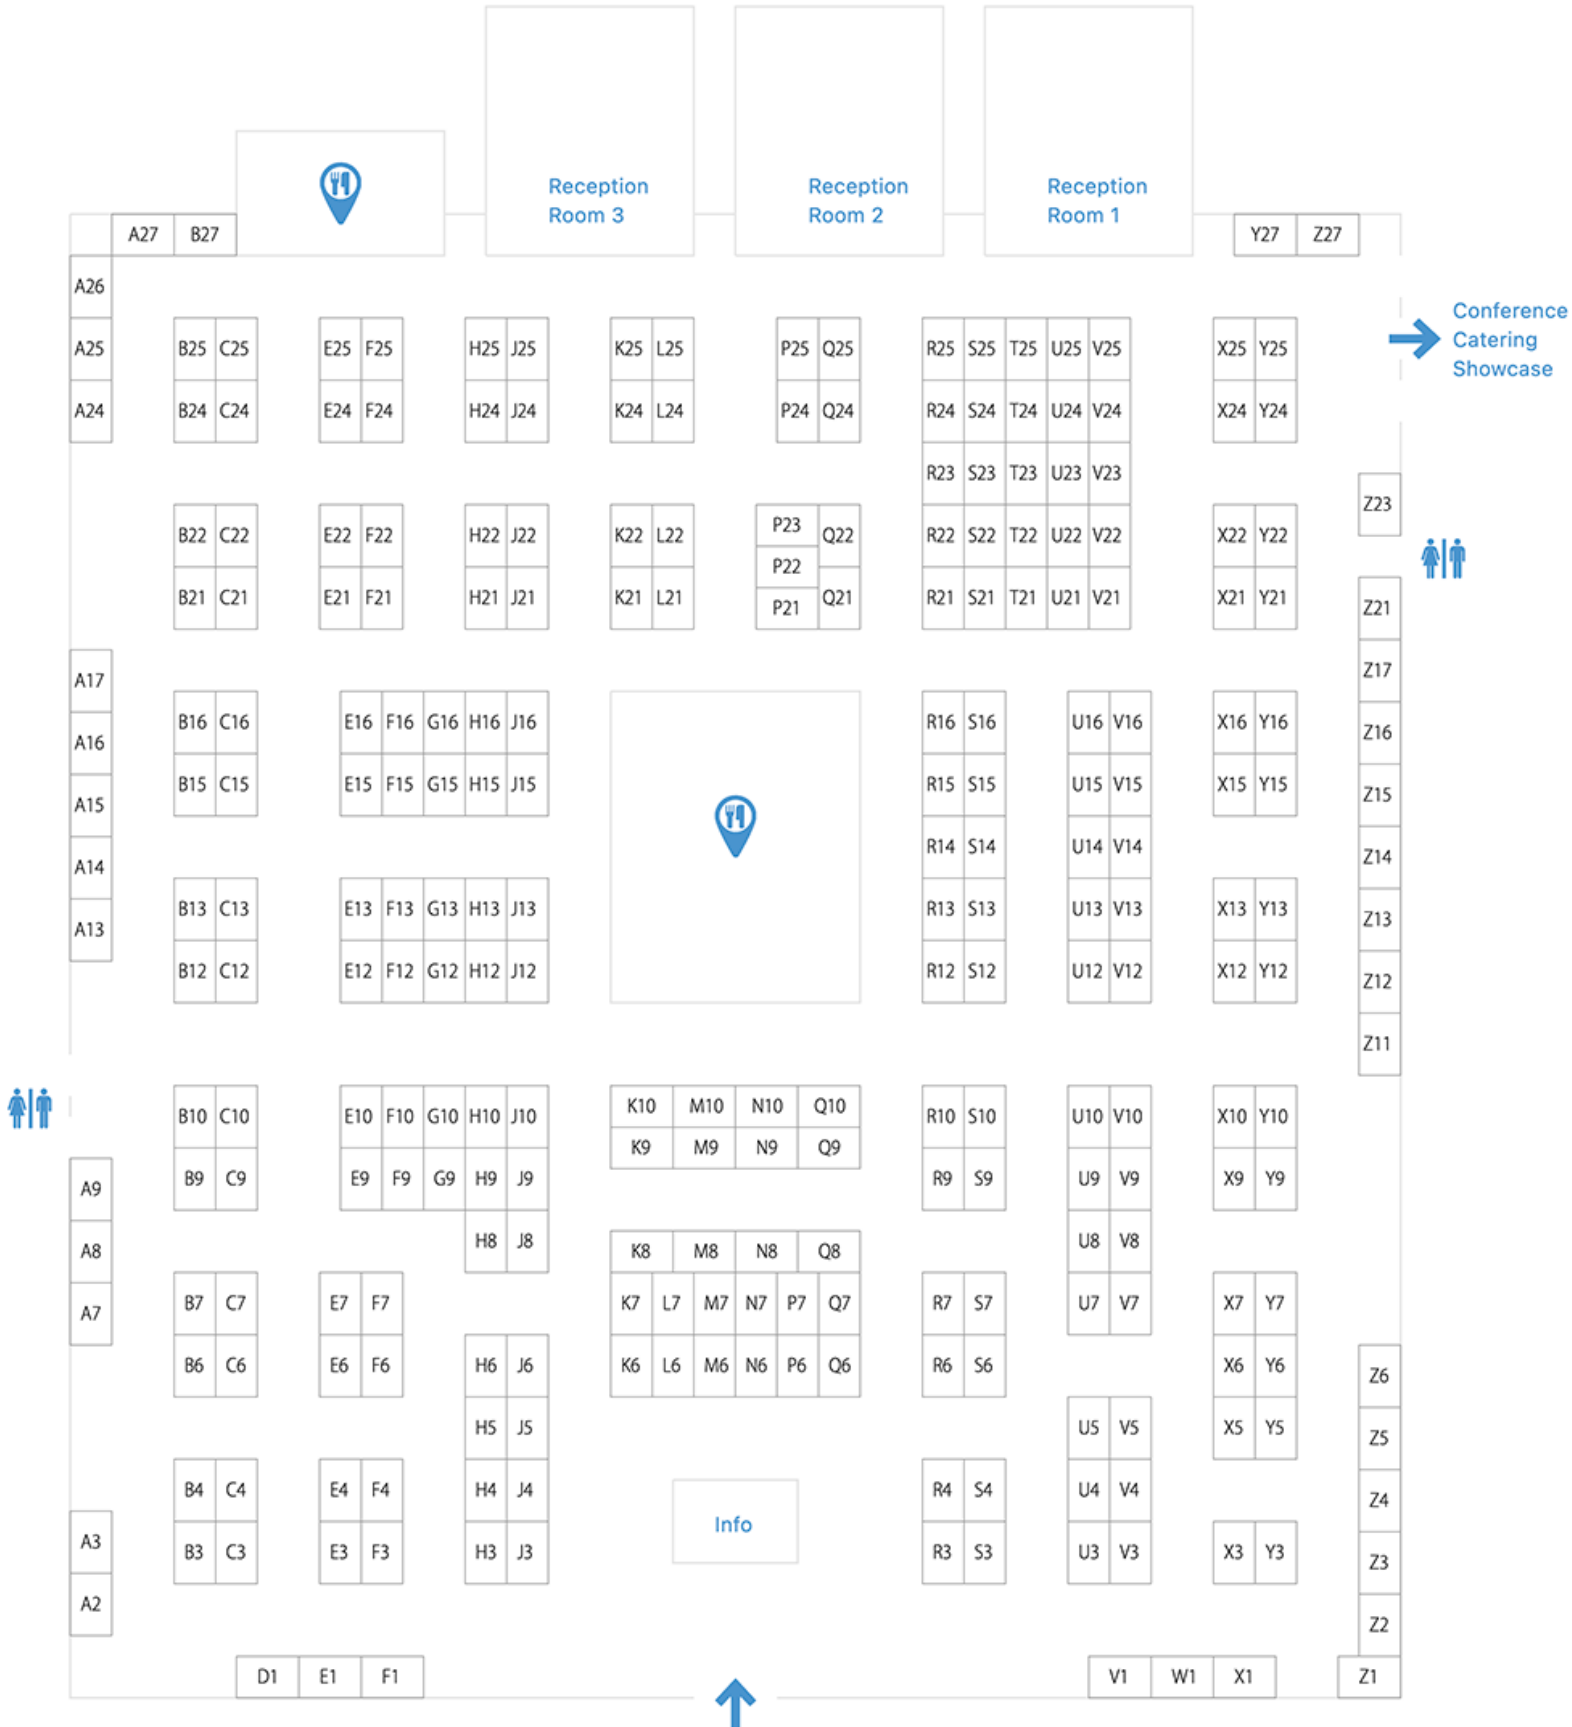 Reception
Room 3
Reception
Room 2
Reception
Room 1
A27 B27 Y27 Z27
A26
Conference
Catering
Showcase
A25 B25 C25 E25 F25 H25 J25 K25 L25 P25 Q25 R25 S25 T25 U25 V25 X25 Y25
A24 B24 C24 E24 F24 H24 J24 K24 L24 P24 Q24 R24 S24 T24 U24 V24 X24 Y24
R23 S23 T23 U23 V23
Z23
P23
B22 C22 E22 F22 H22 J22 K22 L22 Q22 R22 S22 T22 U22 V22 X22 Y22
P22
B21 C21 E21 F21 H21 J21 K21 L21 P21 Q21 R21 S21 T21 U21 V21 X21 Y21 Z21
A17 Z17
B16 C16 E16 F16 G16 H16 J16 R16 S16 U16 V16 X16 Y16 Z16
A16
B15 C15 E15 F15 G15 H15 J15 R15 S15 U15 V15 X15 Y15 Z15
A15
R14 S14 U14 V14 Z14
A14
B13 C13 E13 F13 G13 H13 J13 R13 S13 U13 V13 X13 Y13 Z13
A13
B12 C12 E12 F12 G12 H12 J12 R12 S12 U12 V12 X12 Y12 Z12
Z11
K10 M10 N10 Q10
B10 C10 E10 F10 G10 H10 J10 R10 S10 U10 V10 X10 Y10
K9 M9 N9 Q9
A9 B9 C9 E9 F9 G9 H9 J9 R9 S9 U9 V9 X9 Y9
H8 J8 U8 V8
A8 K8 M8 N8 Q8
A7 B7 C7 E7 F7 K7 L7 M7 N7 P7 Q7 R7 S7 U7 V7 X7 Y7
B6 C6 E6 F6 H6 J6 K6 L6 M6 N6 P6 Q6 R6 S6 X6 Y6 Z6
H5 J5 U5 V5 X5 Y5 Z5
B4 C4 E4 F4 H4 J4 R4 S4 U4 V4 Z4
Info
A3 B3 C3 E3 F3 H3 J3 R3 S3 U3 V3 X3 Y3 Z3
A2 Z2
D1 E1 F1 V1 W1 X1 Z1